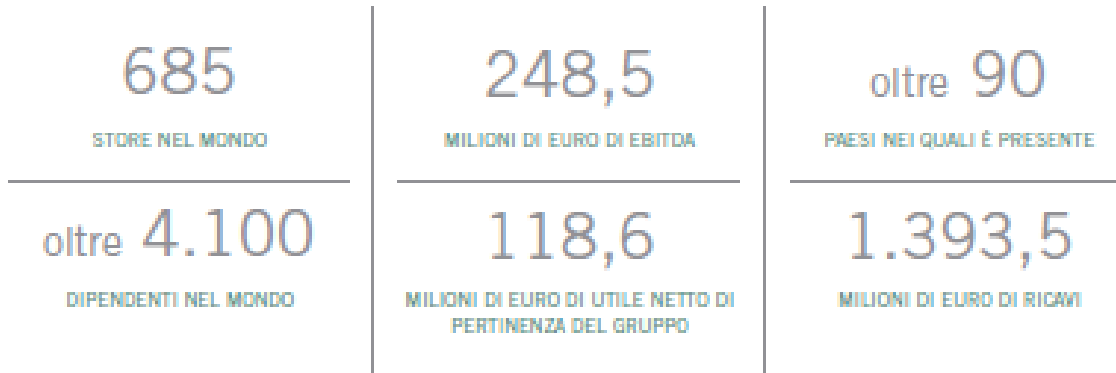 685
STORE NEL MONDO
248,5
MILIONI DI EURO DI EBITDA
oltre 90
PAESI NEI QUALI È PRESENTE
oltre 4.100
DIPENDENTI NEL MONDO
118,6
MILIONI DI EURO DI UTILE NETTO DI
PERTINENZA DEL GRUPPO
1.393,5
MILIONI DI EURO DI RICAVI